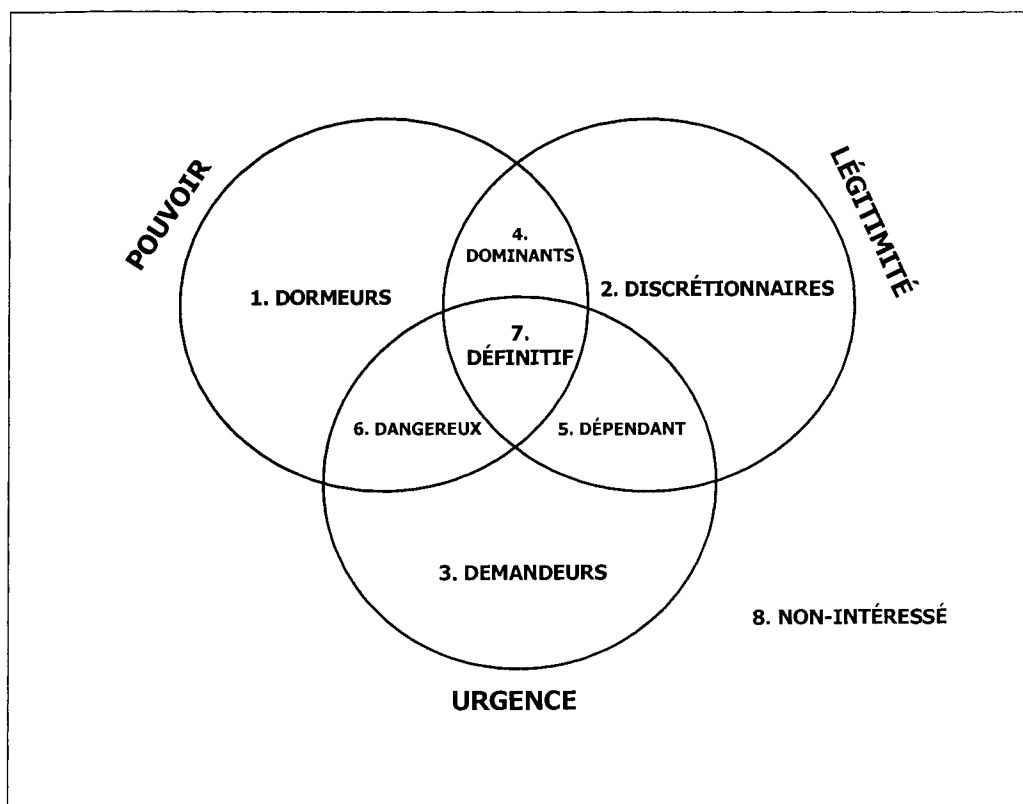 POUVOIR
LÉGITIMITÉ
4.
DOMINANTS
1. DORMEURS
2. DISCRÉTIONNAIRES
7.
DÉFINITIF
6. DANGEREUX
5. DÉPENDANT
3. DEMANDEURS
8. NON-INTÉRESSÉ
URGENCE